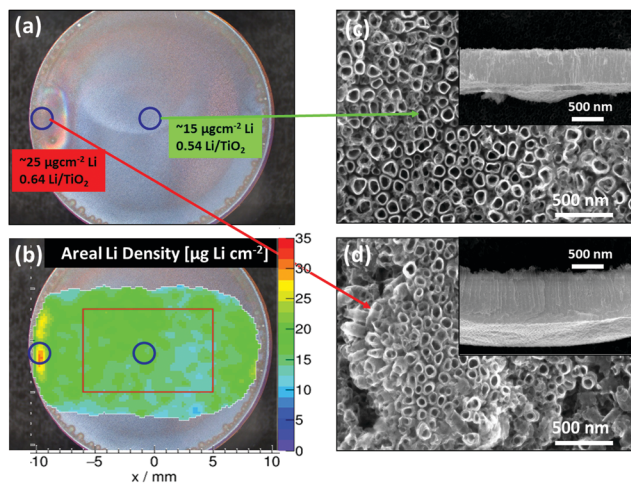 (a)
~15 µgcm⁻² Li
0.54 Li/TiO₂
~25 µgcm⁻² Li
0.64 Li/TiO₂
(c)
500 nm
500 nm
(b)
Areal Li Density [µg Li cm⁻²]
35
30
25
20
15
10
5
0
-10
-5
0
5
10
x / mm
(d)
500 nm
500 nm